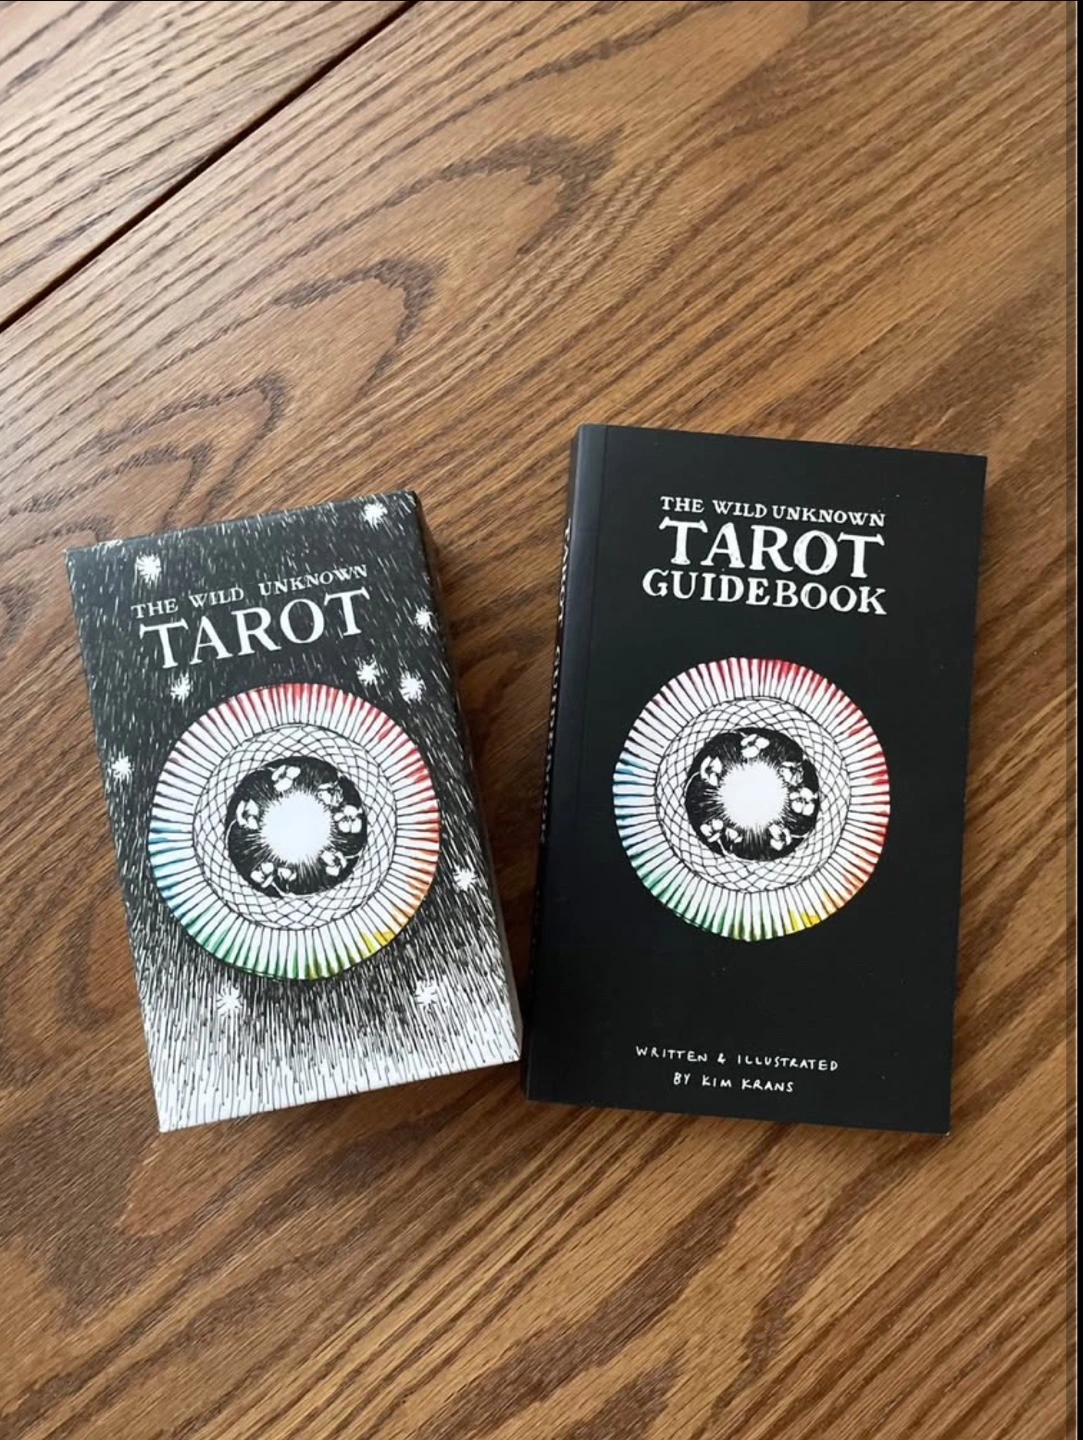 THE WILD UNKNOWN
TAROT
THE WILD UNKNOWN
TAROT
GUIDEBOOK
WRITTEN & ILLUSTRATED
BY KIM KRANS